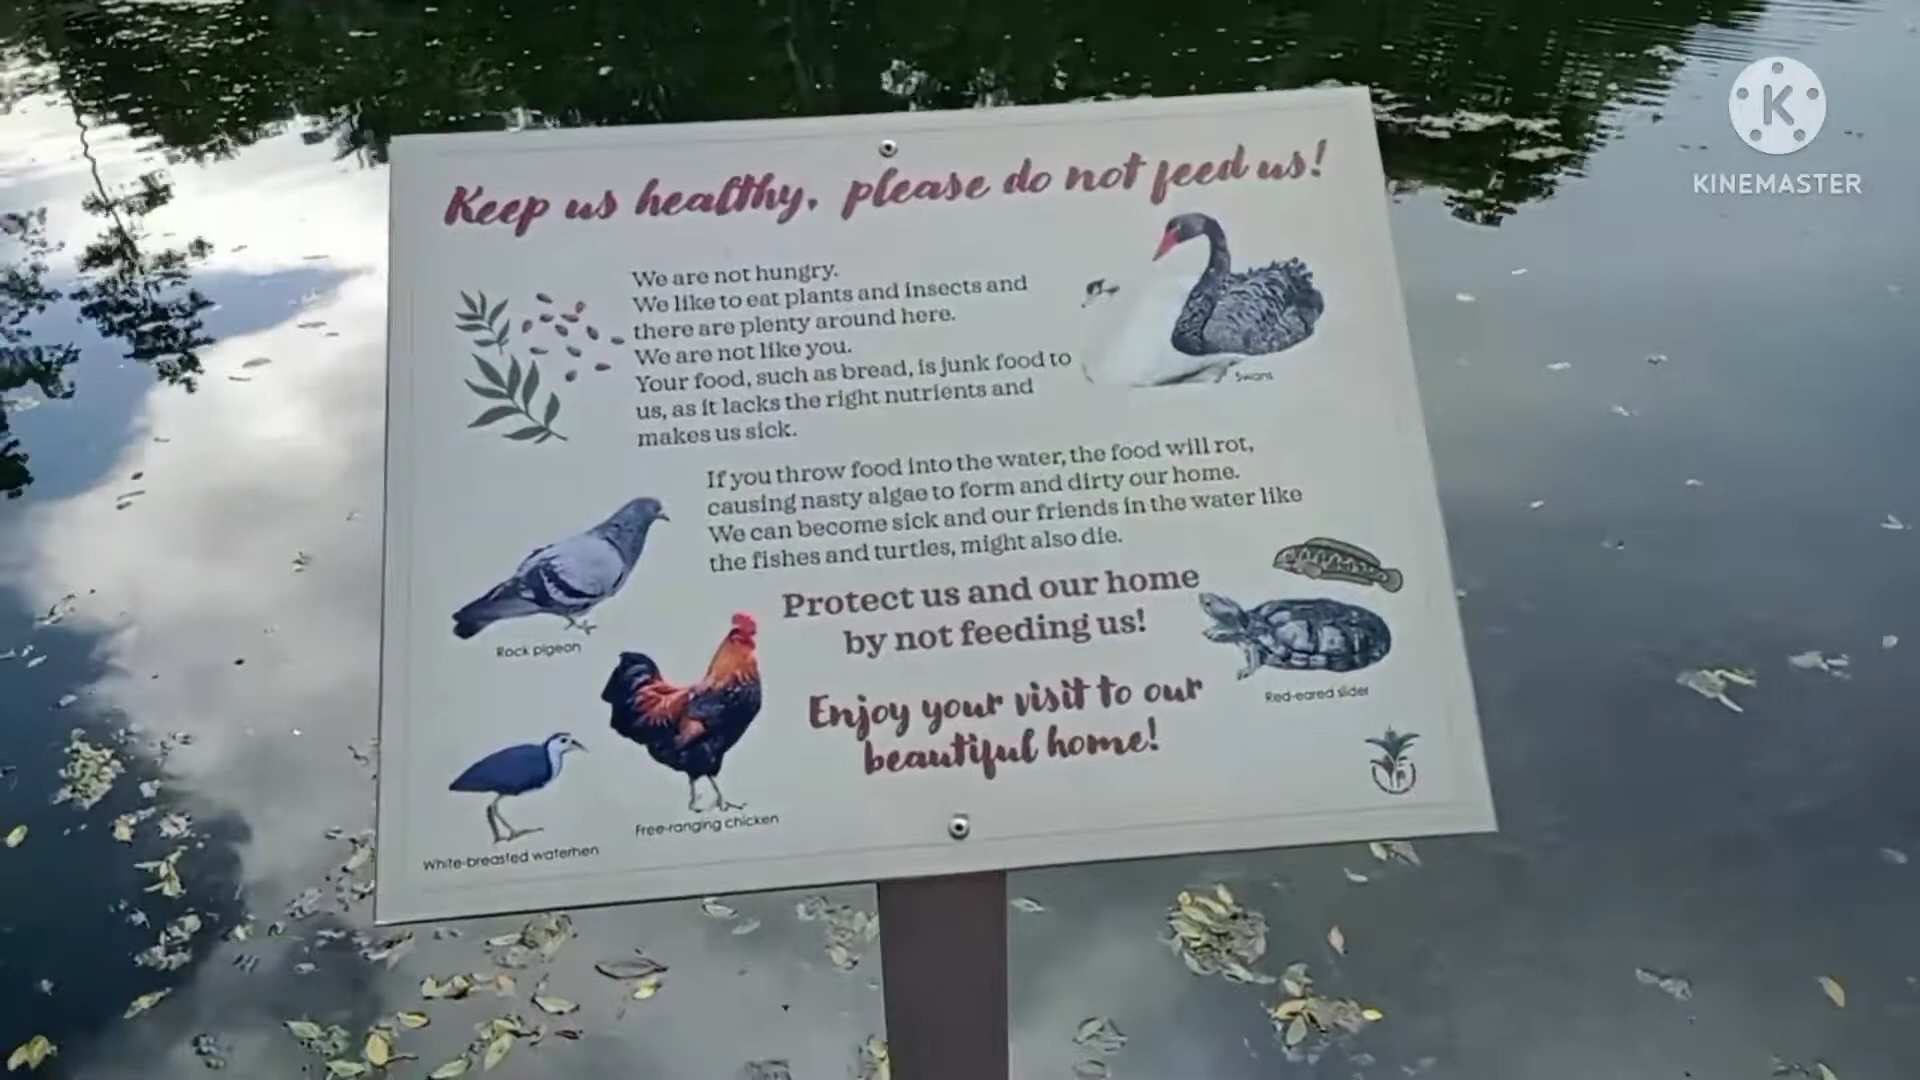 Keep us healthy, please do not feed us!
We are not hungry.
We like to eat plants and insects and
there are plenty around here.
We are not like you.
Your food, such as bread, is junk food to
us, as it lacks the right nutrients and
makes us sick.
Swans
If you throw food into the water, the food will rot,
causing nasty algae to form and dirty our home.
We can become sick and our friends in the water like
the fishes and turtles, might also die.
Protect us and our home
by not feeding us!
Enjoy your visit to our
beautiful home!
Rock pigeon
Free-ranging chicken
White-breasted waterhen
Red-eared slider
K
KINEMASTER